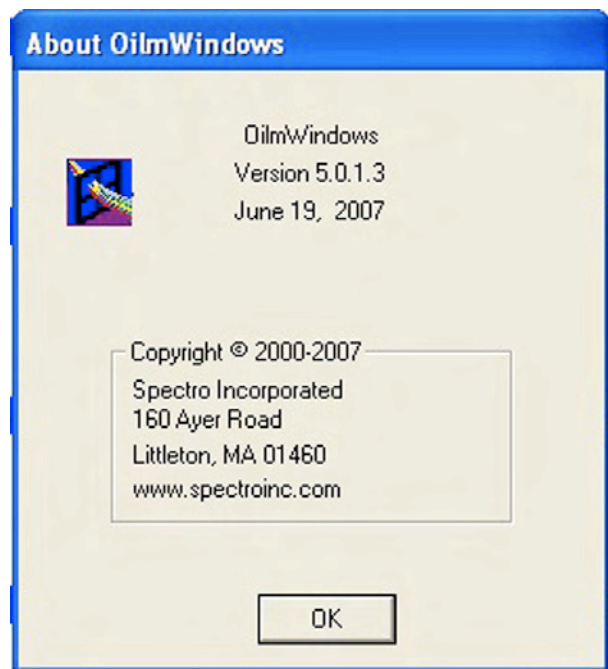 About OilmWindows
OilmWindows
Version 5.0.1.3
June 19, 2007
Copyright © 2000-2007
Spectro Incorporated
160 Ayer Road
Littleton, MA 01460
www.spectroinc.com
OK